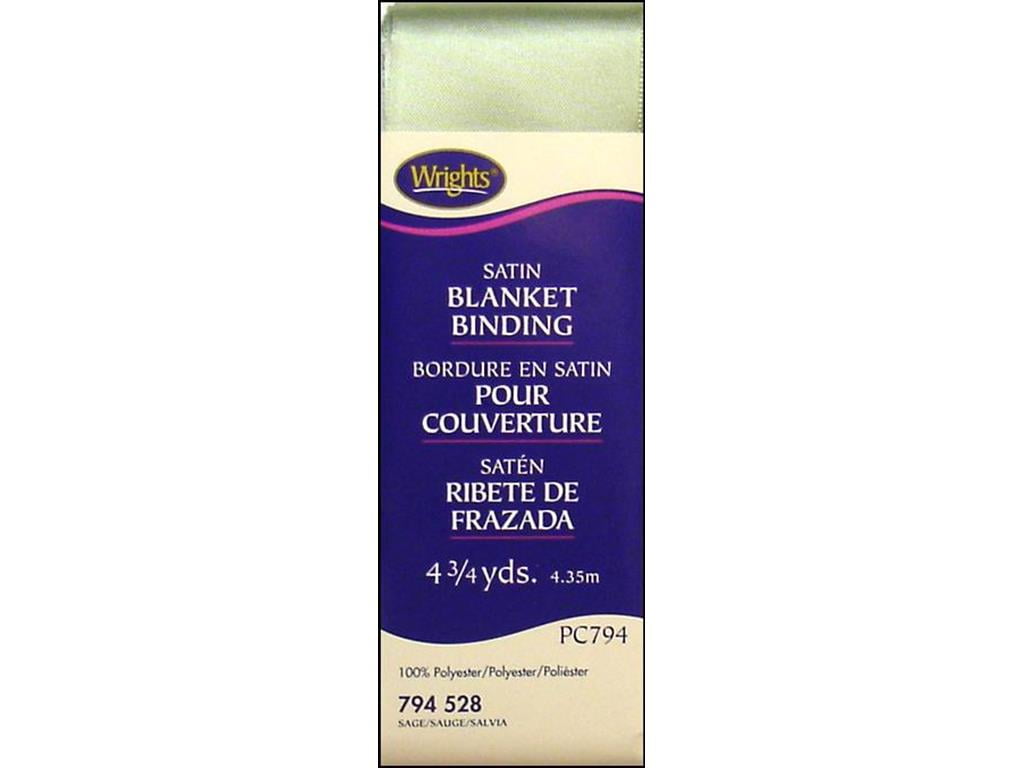 Wrights®
SATIN
BLANKET
BINDING
BORDURE EN SATIN
POUR
COUVERTURE
SATÉN
RIBETE DE
FRAZADA
4 3/4 yds. 4.35m
PC794
100% Polyester/Polyester/Poliéster
794 528
SAGE/SAUGE/SALVIA